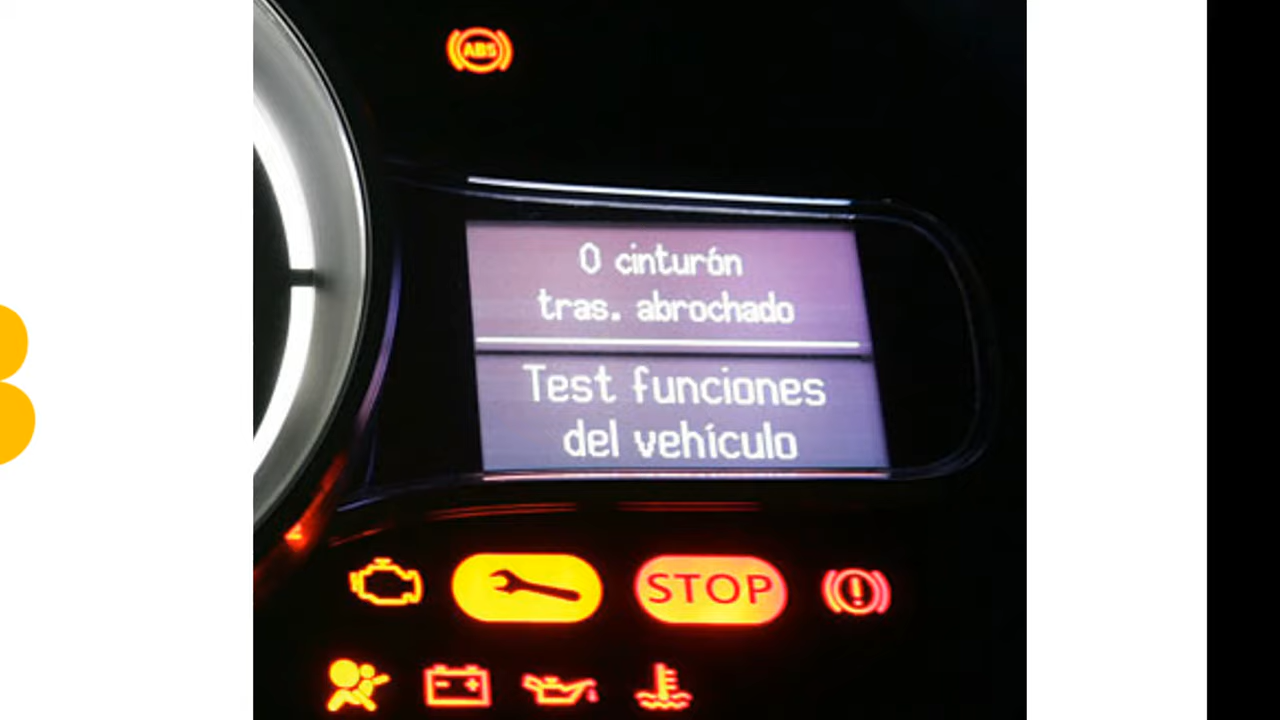 ABS
0 cinturón
tras. abrochado
Test funciones
del vehículo
STOP